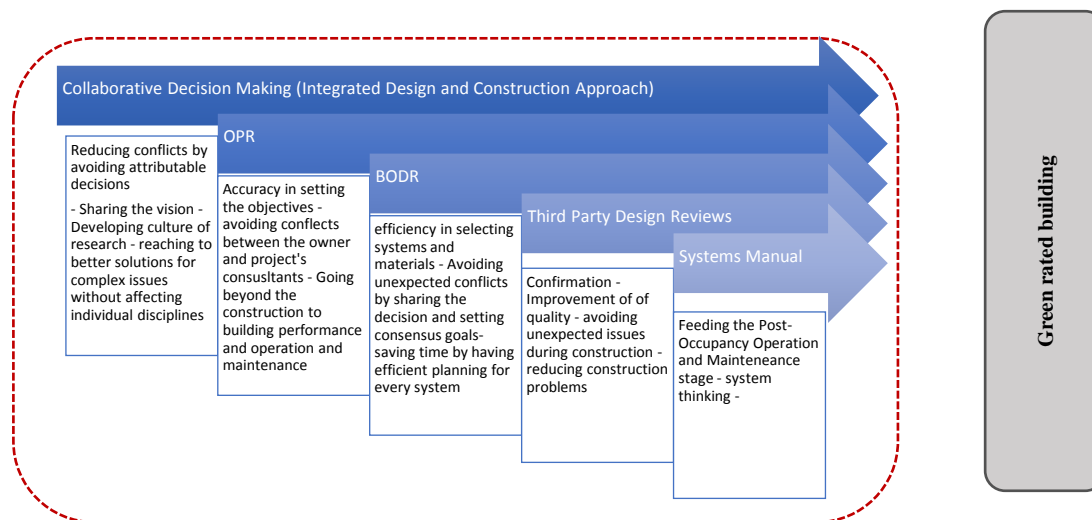 Collaborative Decision Making (Integrated Design and Construction Approach)
Reducing conflicts by
avoiding attributable
decisions
- Sharing the vision -
Developing culture of
research - reaching to
better solutions for
complex issues
without affecting
individual disciplines
OPR
Accuracy in setting
the objectives -
avoiding conflects
between the owner
and project's
consultants - Going
beyond the
construction to
building performance
and operation and
maintenance
BODR
efficiency in selecting
systems and
materials - Avoiding
unexpected conflicts
by sharing the
decision and setting
consensus goals-
saving time by having
efficient planning for
every system
Third Party Design Reviews
Confirmation -
Improvement of of
quality - avoiding
unexpected issues
during construction -
reducing construction
problems
Systems Manual
Feeding the Post-
Occupancy Operation
and Mainteneance
stage - system
thinking -
Green rated building